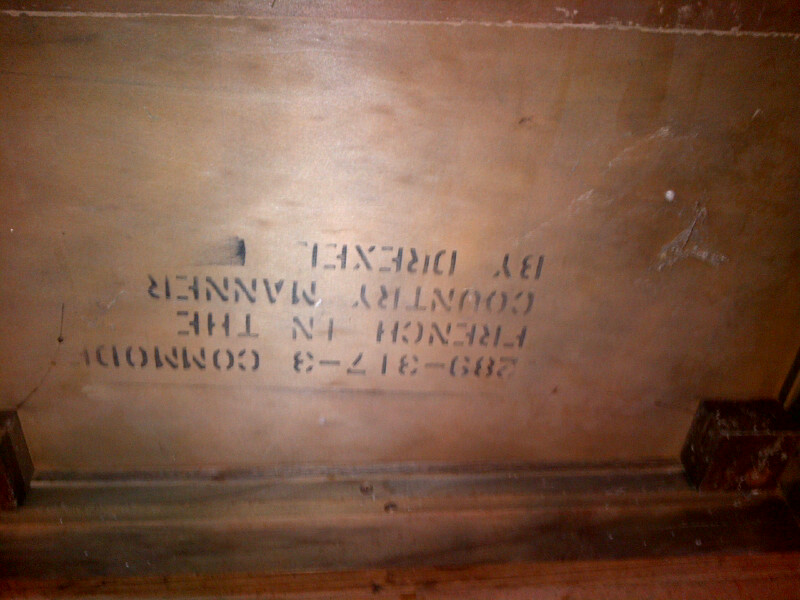 289-317-3 COMMODE
FRENCH IN THE
COUNTRY MANNER
BY DREXEL